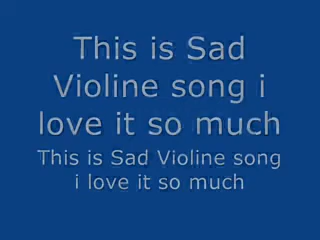 This is Sad
Violine song i
love it so much
This is Sad Violine song
i love it so much